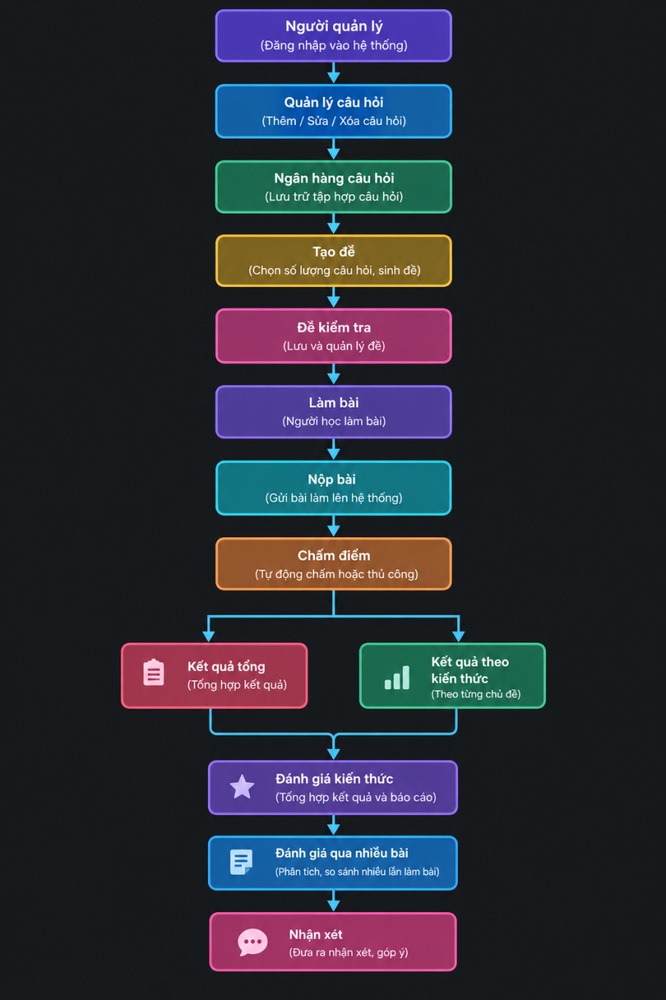 Người quản lý
(Đăng nhập vào hệ thống)
Quản lý câu hỏi
(Thêm / Sửa / Xóa câu hỏi)
Ngân hàng câu hỏi
(Lưu trữ tập hợp câu hỏi)
Tạo đề
(Chọn số lượng câu hỏi, sinh đề)
Đề kiểm tra
(Lưu và quản lý đề)
Làm bài
(Người học làm bài)
Nộp bài
(Gửi bài làm lên hệ thống)
Chấm điểm
(Tự động chấm hoặc thủ công)
Kết quả tổng
(Tổng hợp kết quả)
Kết quả theo
kiến thức
(Theo từng chủ đề)
Đánh giá kiến thức
(Tổng hợp kết quả và báo cáo)
Đánh giá qua nhiều bài
(Phân tích, so sánh nhiều lần làm bài)
Nhận xét
(Đưa ra nhận xét, góp ý)